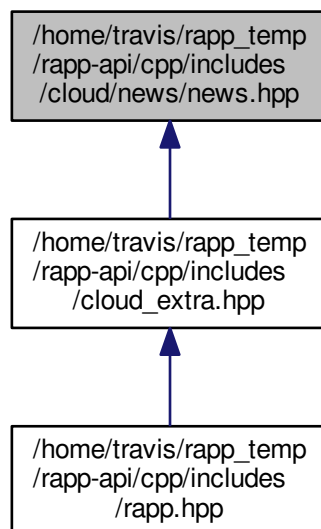 /home/travis/rapp_temp
/rapp-api/cpp/includes
/cloud/news/news.hpp
/home/travis/rapp_temp
/rapp-api/cpp/includes
/cloud_extra.hpp
/home/travis/rapp_temp
/rapp-api/cpp/includes
/rapp.hpp